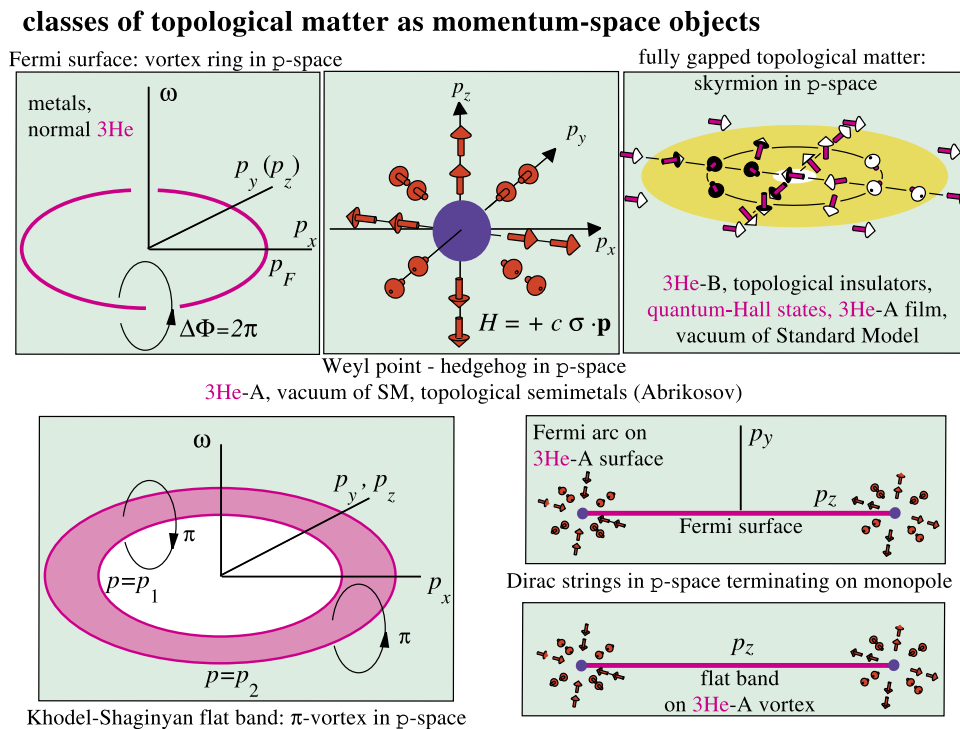 classes of topological matter as momentum-space objects
Fermi surface: vortex ring in p-space
metals,
normal 3He
ω
p_y (p_z)
p_x
p_F
ΔΦ=2π
p_z
p_y
p_x
H = + c σ · p
Weyl point - hedgehog in p-space
3He-A, vacuum of SM, topological semimetals (Abrikosov)
fully gapped topological matter:
skyrmion in p-space
3He-B, topological insulators,
quantum-Hall states, 3He-A film,
vacuum of Standard Model
ω
p_y , p_z
π
p=p_1
p_x
π
p=p_2
Khodel-Shaginyan flat band: π-vortex in p-space
Fermi arc on
3He-A surface
p_y
p_z
Fermi surface
Dirac strings in p-space terminating on monopole
p_z
flat band
on 3He-A vortex